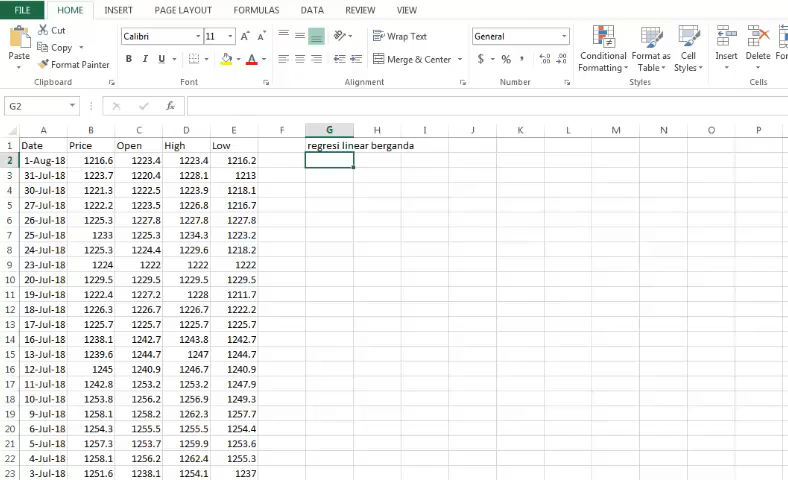 FILE HOME INSERT PAGE LAYOUT FORMULAS DATA REVIEW VIEW
Paste Cut Copy Format Painter
Calibri 11 B I U A A A
Wrap Text Merge & Center
General $ % ,
Conditional Formatting Format as Table Cell Styles Insert Delete
Clipboard Font Alignment Number Styles Cells
G2 fx
A B C D E F G H I J K L M N O P
1 Date Price Open High Low regresi linear berganda
2 1-Aug-18 1216.6 1223.4 1223.4 1216.2
3 31-Jul-18 1223.7 1220.4 1228.1 1213
4 30-Jul-18 1221.3 1222.5 1223.9 1218.1
5 27-Jul-18 1222.2 1223.5 1226.8 1216.7
6 26-Jul-18 1225.3 1227.8 1227.8 1227.8
7 25-Jul-18 1233 1225.3 1234.3 1223.2
8 24-Jul-18 1225.3 1224.4 1229.6 1218.2
9 23-Jul-18 1224 1222 1222 1222
10 20-Jul-18 1229.5 1229.5 1229.5 1229.5
11 19-Jul-18 1222.4 1227.2 1228 1211.7
12 18-Jul-18 1226.3 1226.7 1226.7 1222.2
13 17-Jul-18 1225.7 1225.7 1225.7 1225.7
14 16-Jul-18 1238.1 1242.7 1243.8 1242.7
15 13-Jul-18 1239.6 1244.7 1247 1244.7
16 12-Jul-18 1245 1240.9 1246.7 1240.9
17 11-Jul-18 1242.8 1253.2 1253.2 1247.9
18 10-Jul-18 1253.8 1256.2 1256.9 1249.3
19 9-Jul-18 1258.1 1258.2 1262.3 1257.7
20 6-Jul-18 1254.3 1255.5 1255.5 1254.4
21 5-Jul-18 1257.3 1253.7 1259.9 1253.6
22 4-Jul-18 1258.1 1256.2 1262.4 1255.3
23 3-Jul-18 1251.6 1238.1 1254.1 1237